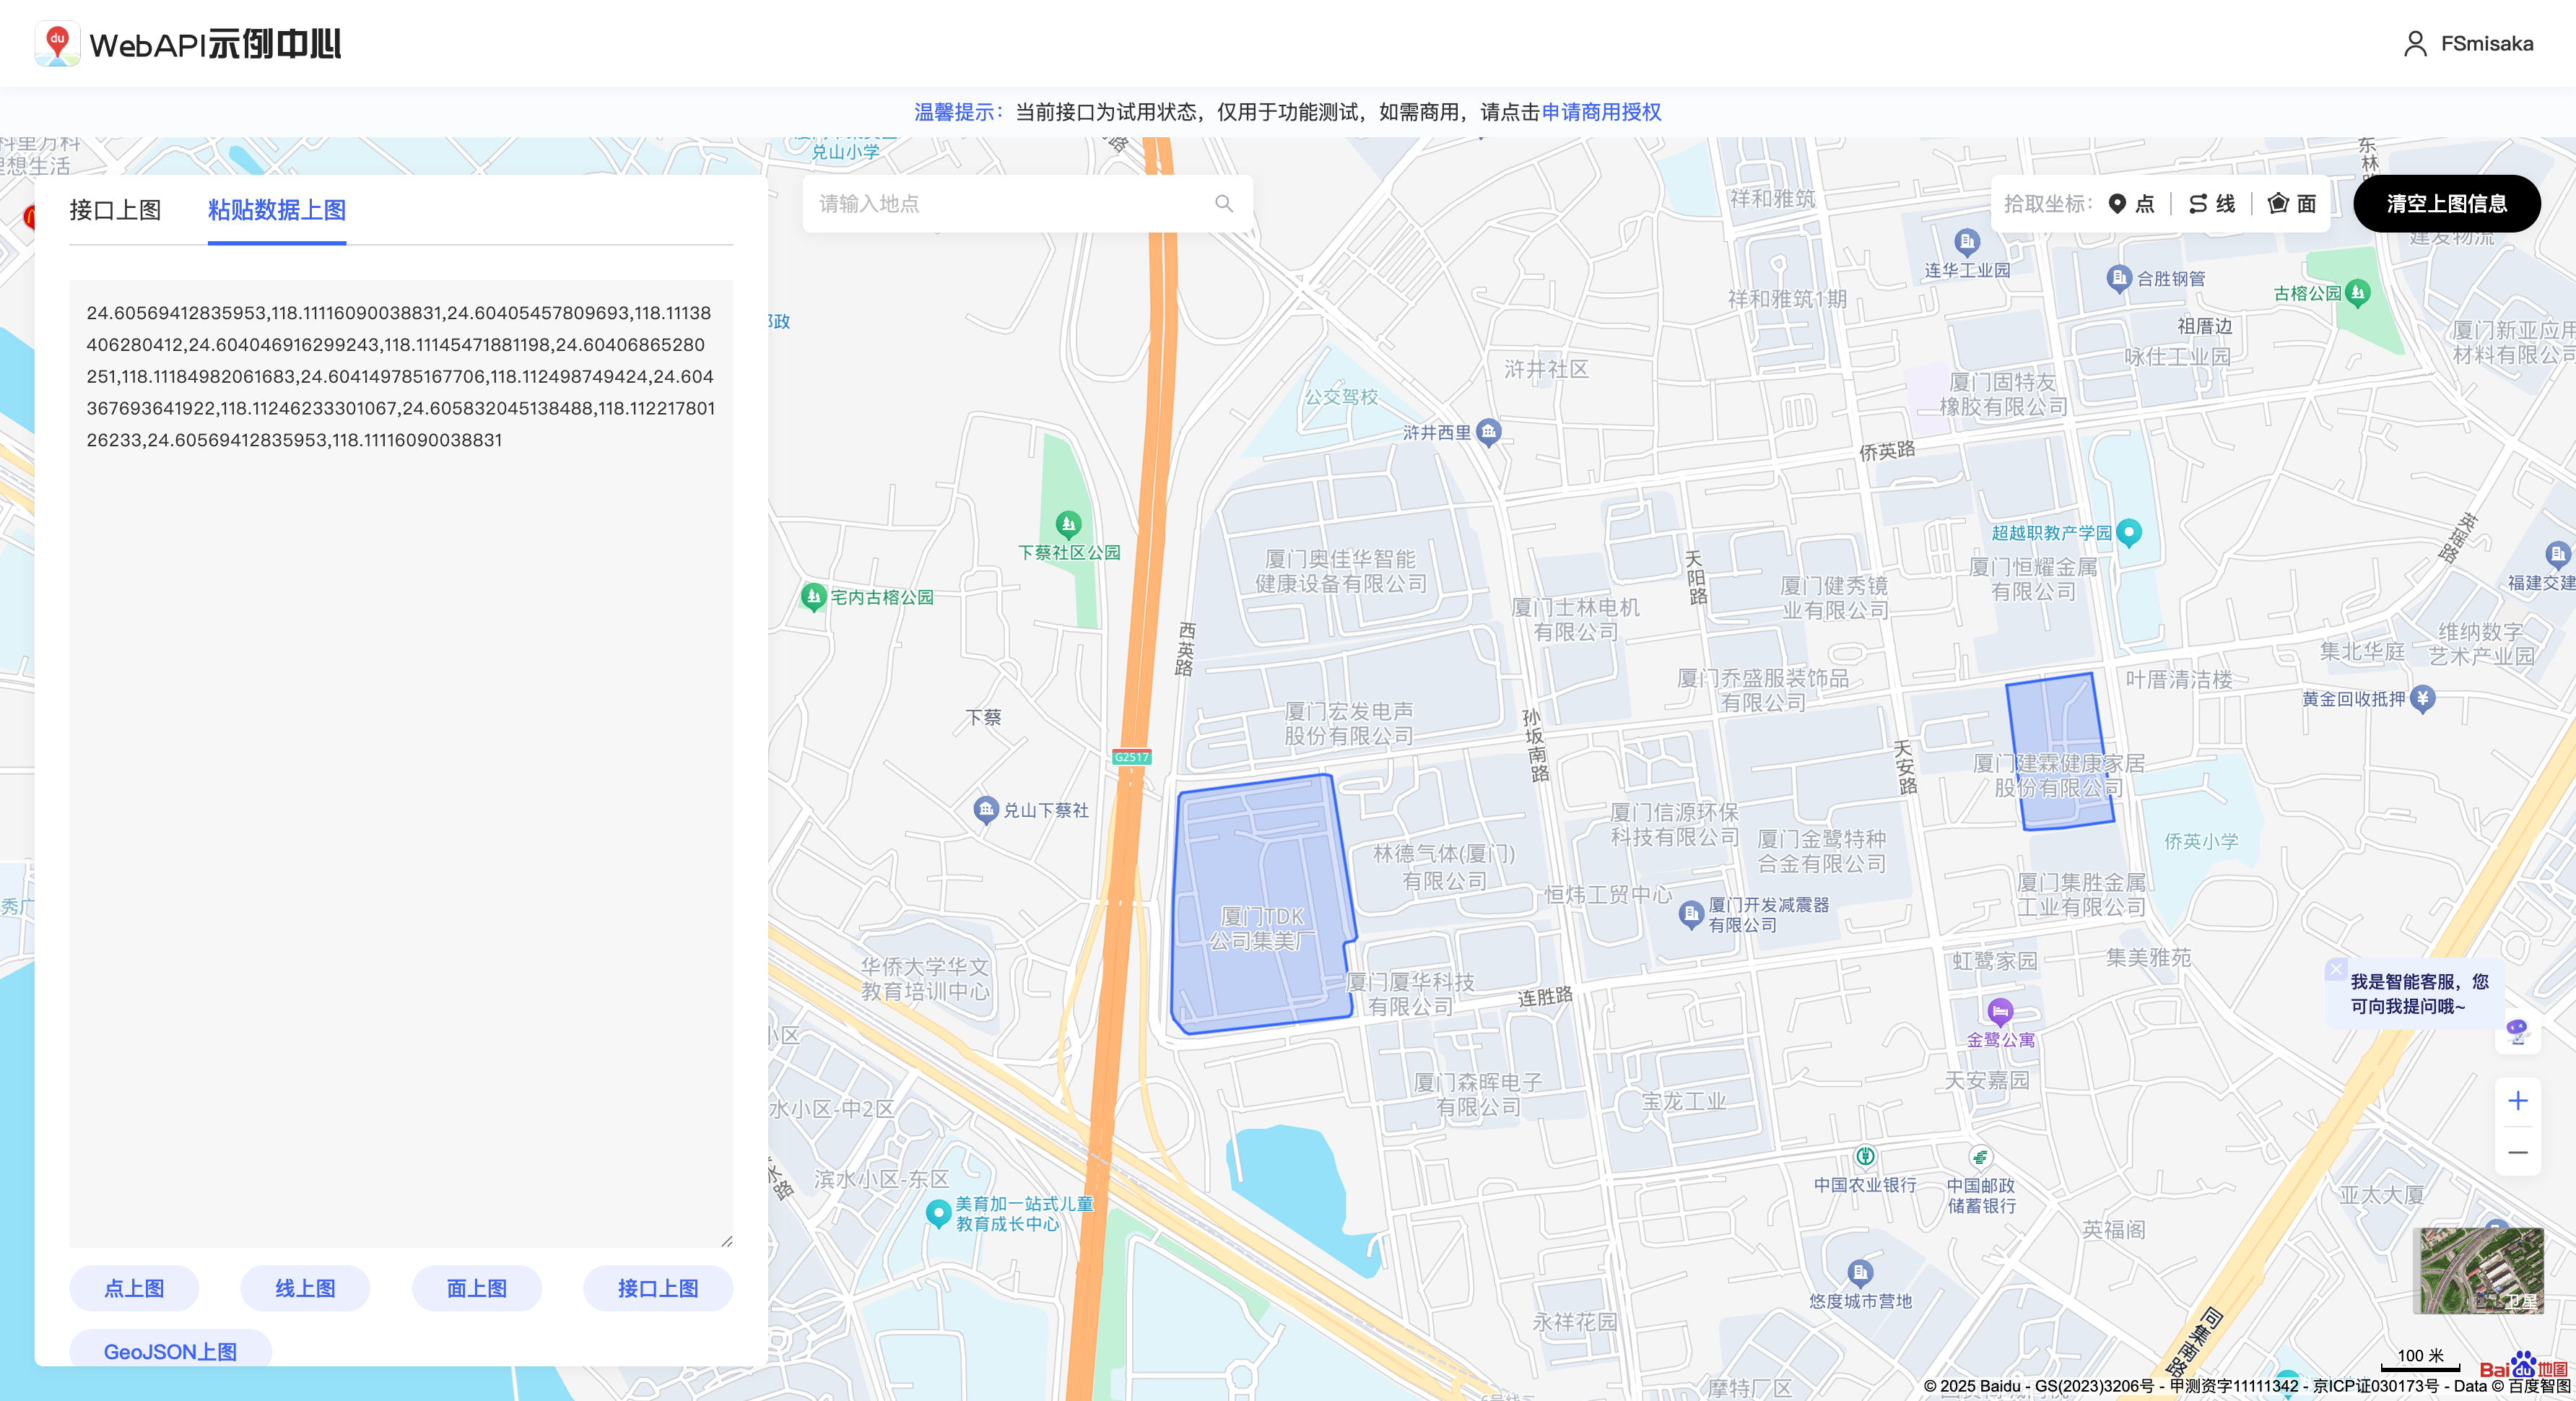 WebAPI示例中心
FSmisaka
温馨提示：当前接口为试用状态，仅用于功能测试，如需商用，请点击申请商用授权
接口上图
粘贴数据上图
24.60569412835953,118.11116090038831,24.60405457809693,118.11138
406280412,24.604046916299243,118.11145471881198,24.60406865280
251,118.11184982061683,24.604149785167706,118.112498749424,24.604
367693641922,118.11246233301067,24.605832045138488,118.112217801
26233,24.60569412835953,118.11116090038831
点上图
线上图
面上图
接口上图
GeoJSON上图
请输入地点
拾取坐标：
点
线
面
清空上图信息
兑山小学
祥和雅筑
连华工业园
合胜钢管
建发物流
古榕公园
祥和雅筑1期
祖厝边
咏仕工业园
厦门新亚应用
材料有限公司
浒井社区
公交驾校
厦门固特友
橡胶有限公司
浒井西里
侨英路
英瑶路
下蔡社区公园
宅内古榕公园
厦门奥佳华智能
健康设备有限公司
天阳路
超越职教产学园
厦门恒耀金属
有限公司
厦门健秀镜
业有限公司
厦门士林电机
有限公司
福建交建
西英路
维纳数字
艺术产业园
集北华庭
叶厝清洁楼
黄金回收抵押
厦门乔盛服装饰品
有限公司
下蔡
厦门宏发电声
股份有限公司
孙坂南路
G2517
天安路
厦门建霖健康家居
股份有限公司
兑山下蔡社
厦门信源环保
科技有限公司
厦门金鹭特种
合金有限公司
侨英小学
林德气体(厦门)
有限公司
恒炜工贸中心
厦门集胜金属
工业有限公司
厦门开发减震器
有限公司
厦门TDK
公司集美厂
华侨大学华文
教育培训中心
厦门厦华科技
有限公司
连胜路
虹鹭家园
集美雅苑
金鹭公寓
我是智能客服，您
可向我提问哦~
天安嘉园
厦门森晖电子
有限公司
宝龙工业
水小区-中2区
滨水小区-东区
美育加一站式儿童
教育成长中心
中国农业银行
中国邮政
储蓄银行
亚太大厦
英福阁
悠度城市营地
永祥花园
摩特厂区
同集南路
卫星
100 米
Bai du 地图
© 2025 Baidu - GS(2023)3206号 - 甲测资字11111342 - 京ICP证030173号 - Data © 百度智图